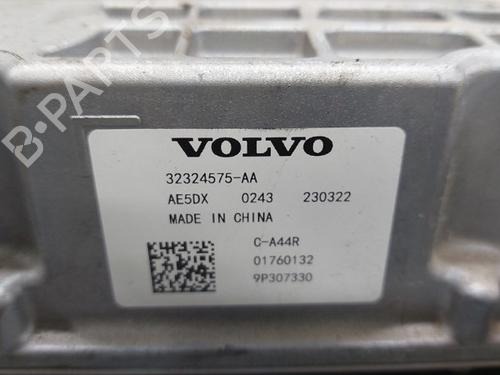 B-PARTS
VOLVO
32324575-AA
AE5DX 0243 230322
MADE IN CHINA
C-A44R
01760132
9P307330